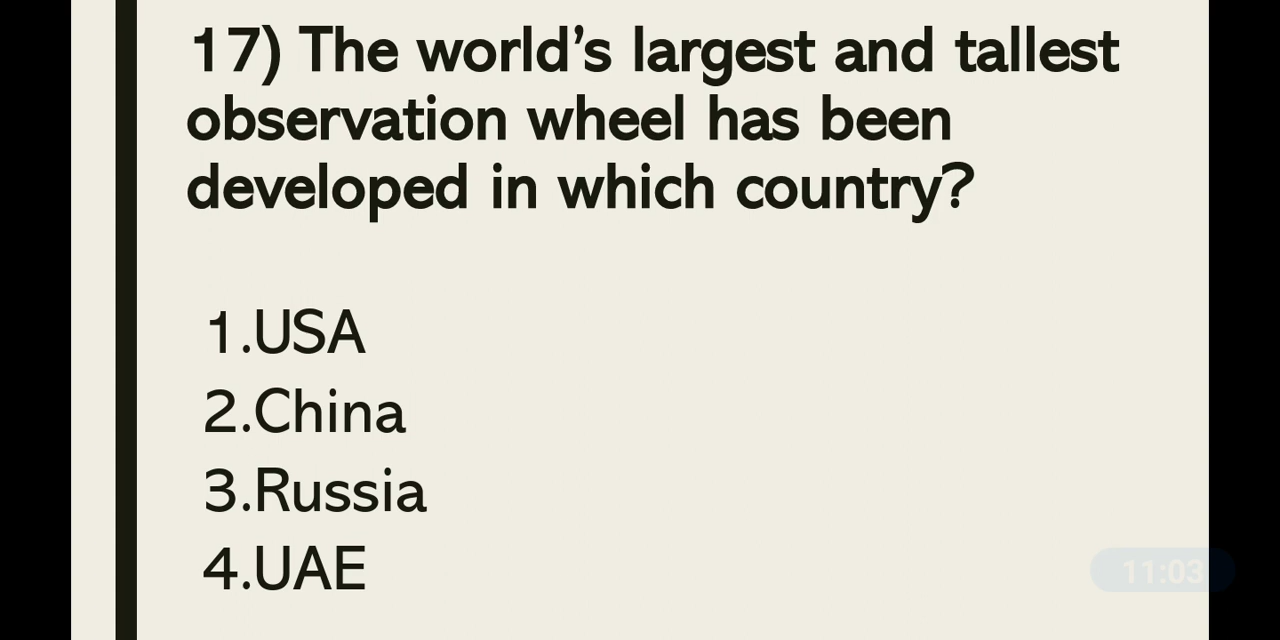 17) The world’s largest and tallest
observation wheel has been
developed in which country?
1.USA
2.China
3.Russia
4.UAE
11:03